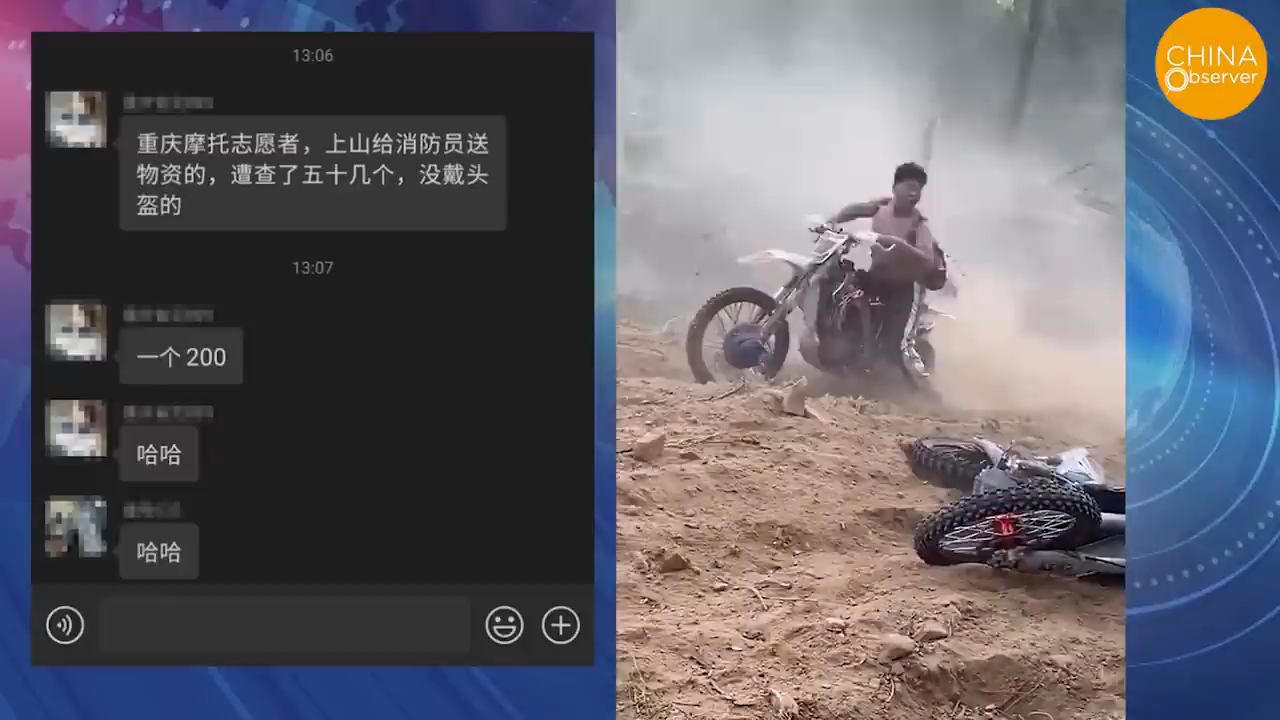 13:06
重庆摩托志愿者，上山给消防员送
物资的，遭查了五十几个，没戴头
盔的
13:07
一个 200
哈哈
哈哈
CHINA
Observer